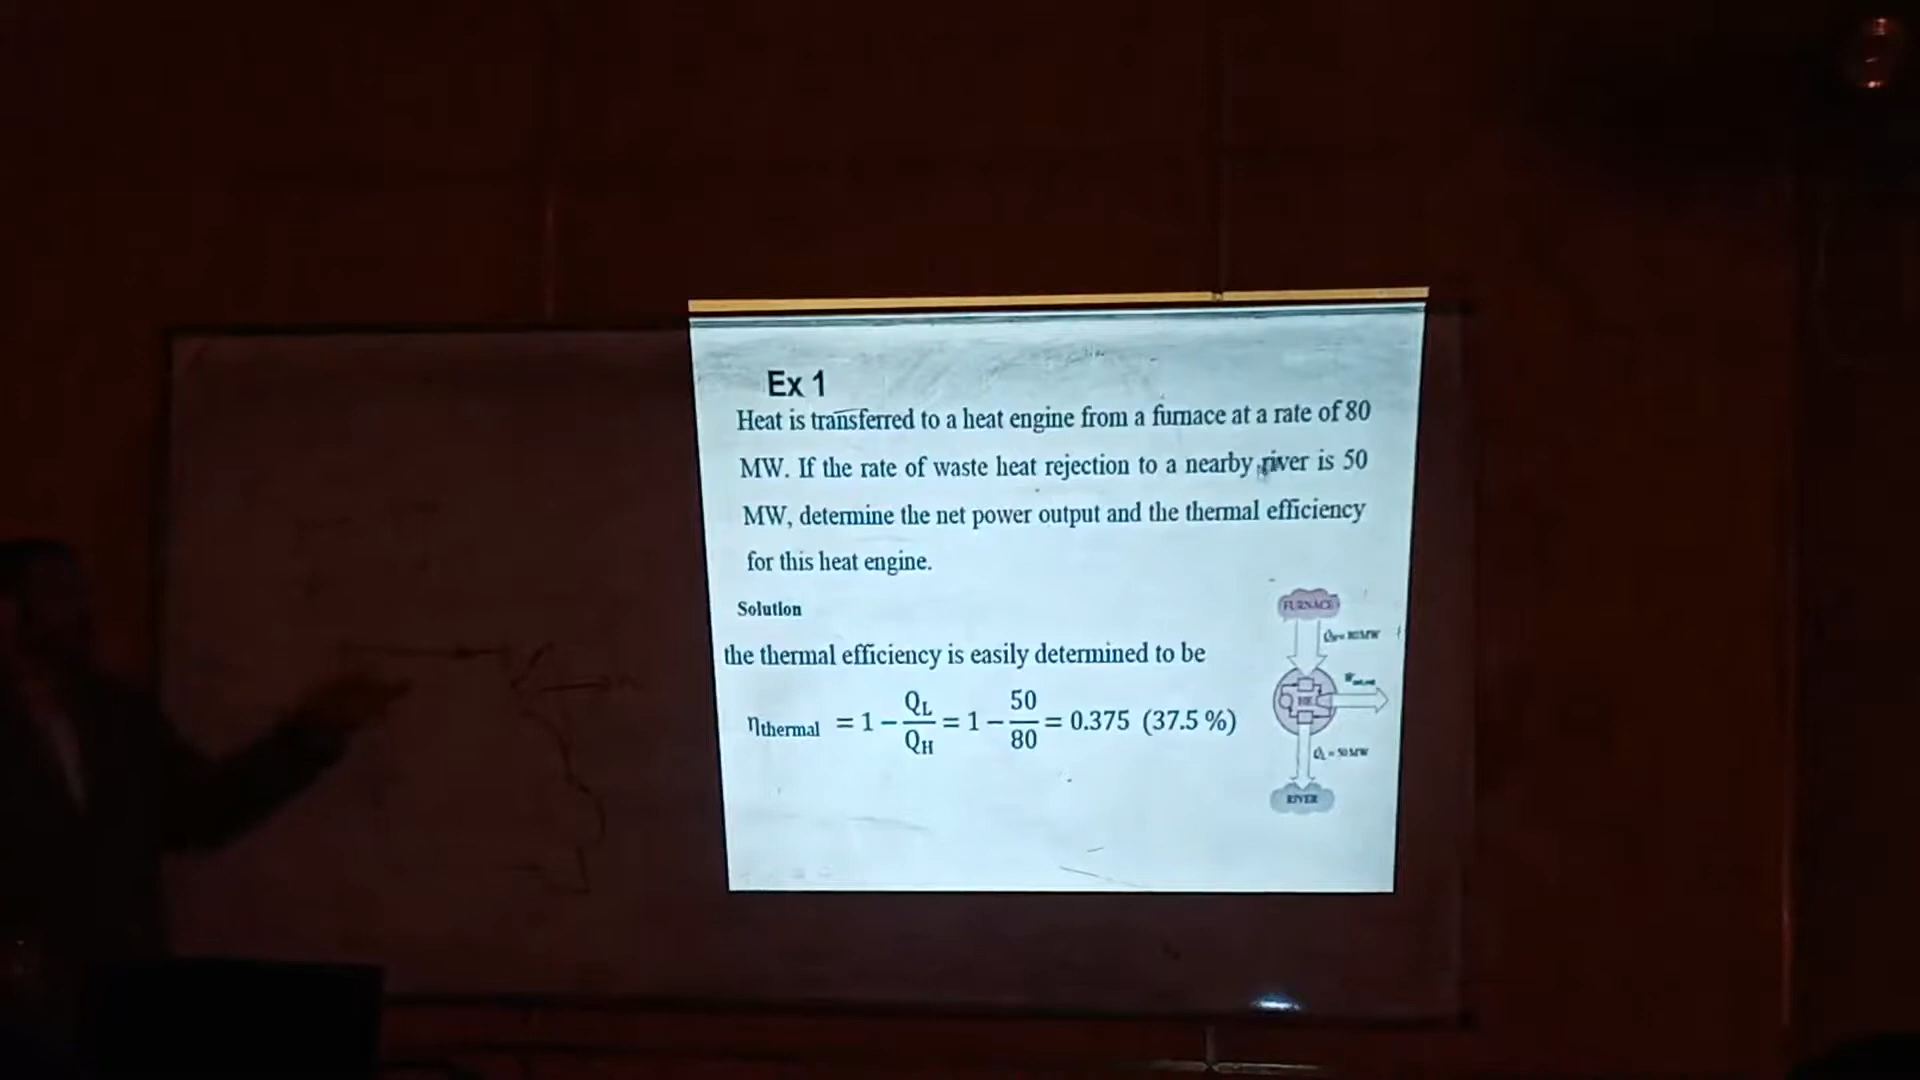 Ex 1
Heat is transferred to a heat engine from a furnace at a rate of 80
MW. If the rate of waste heat rejection to a nearby river is 50
MW, determine the net power output and the thermal efficiency
for this heat engine.
Solution
the thermal efficiency is easily determined to be
ηthermal = 1 − QL/QH = 1 − 50/80 = 0.375 (37.5 %)
FURNACE
HE
RIVER